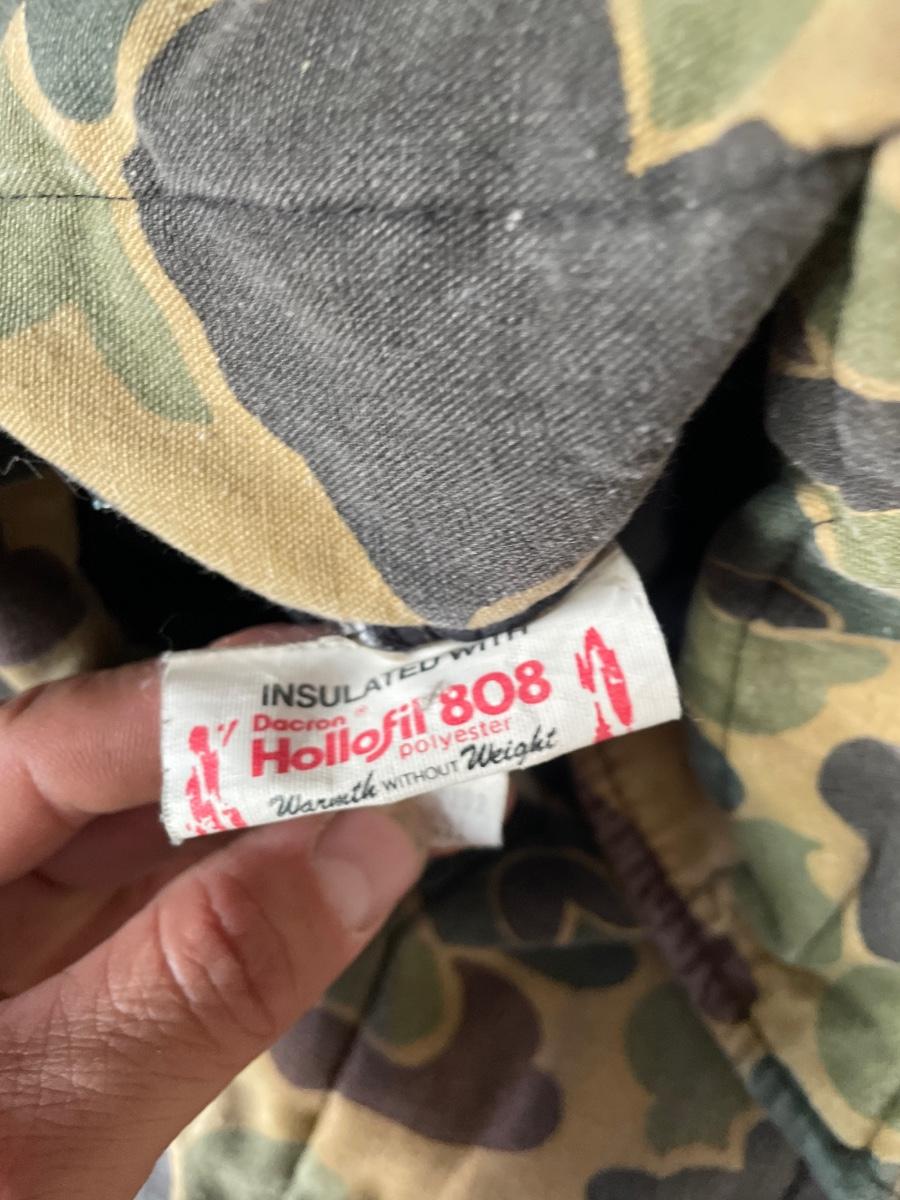 INSULATED WITH
Dacron ®
Hollofil 808
polyester
Warmth WITHOUT Weight